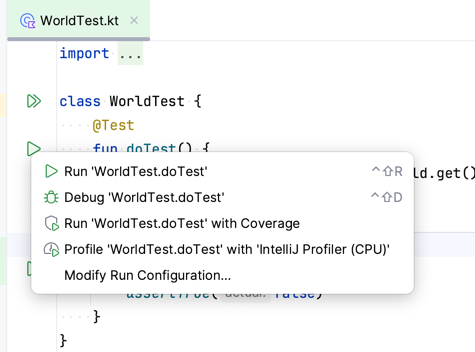 WorldTest.kt
import ...
class WorldTest {
@Test
fun doTest() {
ld.get()
Run 'WorldTest.doTest' ^⇧R
Debug 'WorldTest.doTest' ^⇧D
Run 'WorldTest.doTest' with Coverage
Profile 'WorldTest.doTest' with 'IntelliJ Profiler (CPU)'
Modify Run Configuration...
assertTrue( actual: false)
}
}